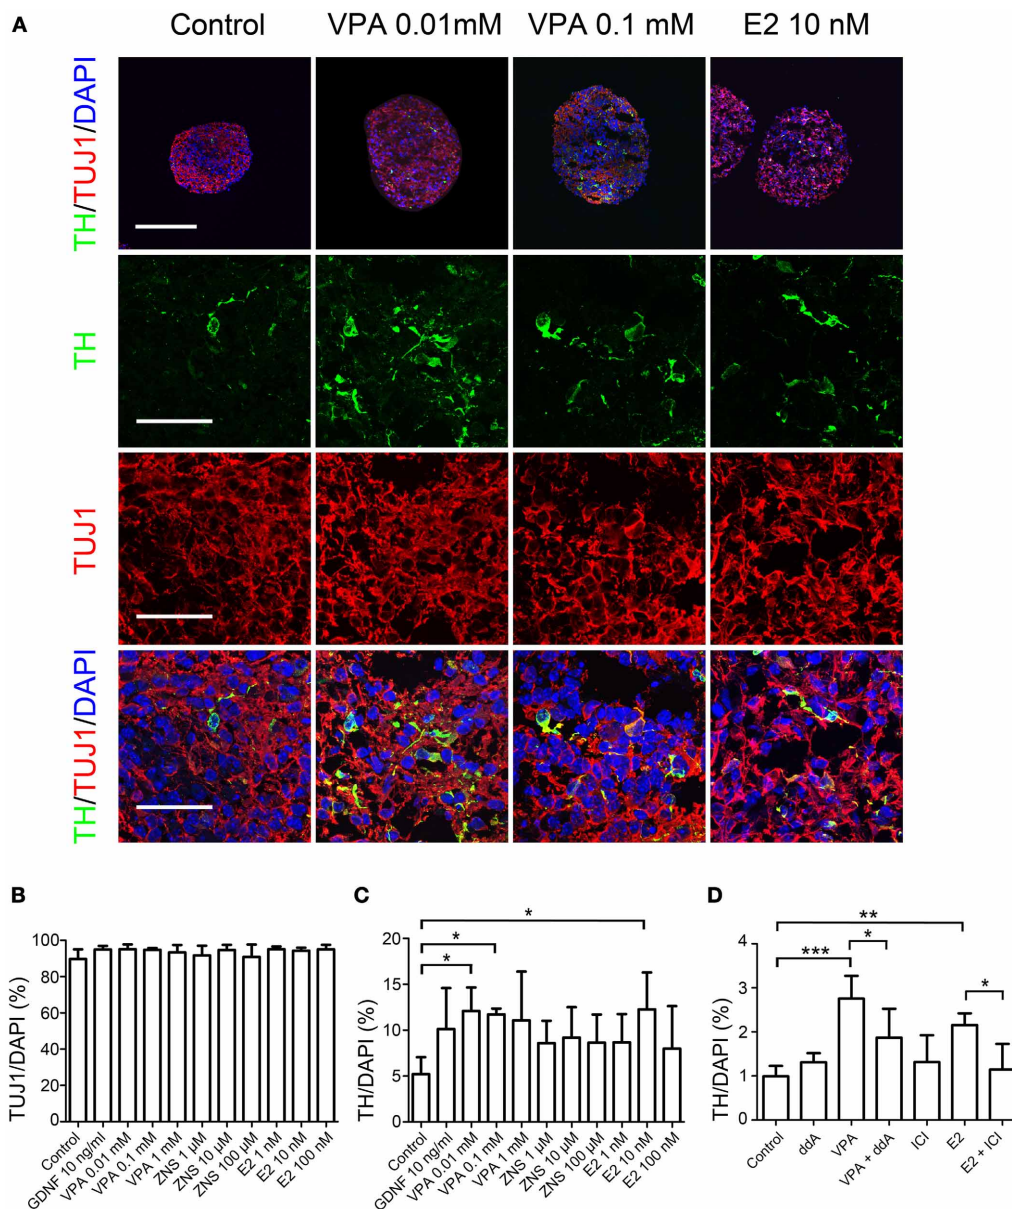 A
Control VPA 0.01mM VPA 0.1 mM E2 10 nM
TH/TUJ1/DAPI
TH
TUJ1
TH/TUJ1/DAPI
B
TUJ1/DAPI (%)
100
80
60
40
20
0
Control
GDNF 10 ng/ml
VPA 0.01 mM
VPA 0.1 mM
VPA 1 mM
ZNS 1 µM
ZNS 10 µM
ZNS 100 µM
E2 1 nM
E2 10 nM
E2 100 nM
C
TH/DAPI (%)
20
15
10
5
0
*
*
*
Control
GDNF 10 ng/ml
VPA 0.01 mM
VPA 0.1 mM
VPA 1 mM
ZNS 1 µM
ZNS 10 µM
ZNS 100 µM
E2 1 nM
E2 10 nM
E2 100 nM
D
TH/DAPI (%)
4
3
2
1
0
**
***
*
*
Control
ddA
VPA
VPA + ddA
ICI
E2
E2 + ICI